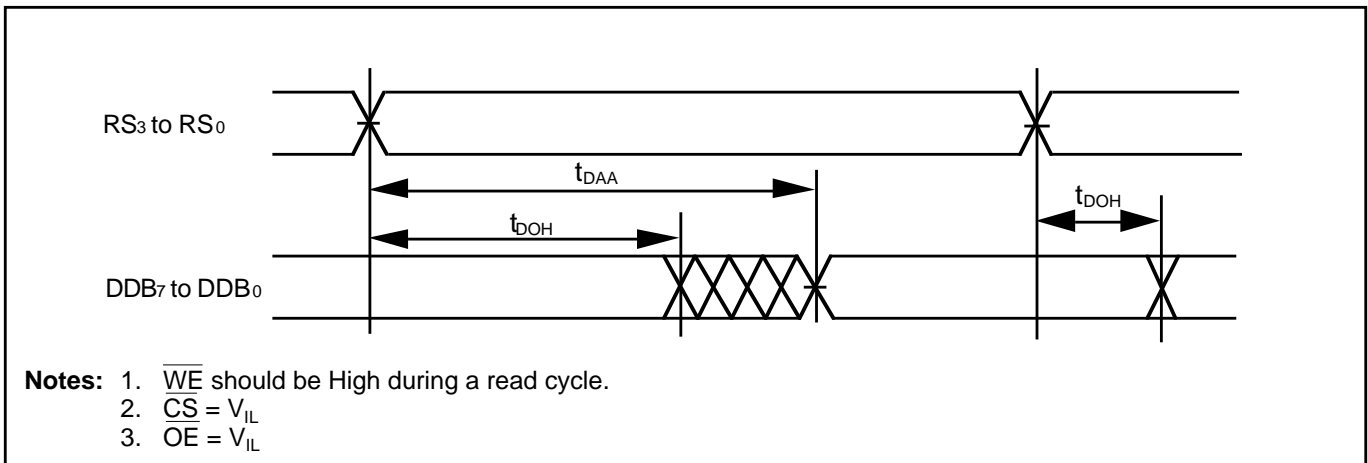 RS3 to RS0
tDAA
tDOH
tDOH
DDB7 to DDB0
Notes: 1. WE should be High during a read cycle.
2. CS = VIL
3. OE = VIL